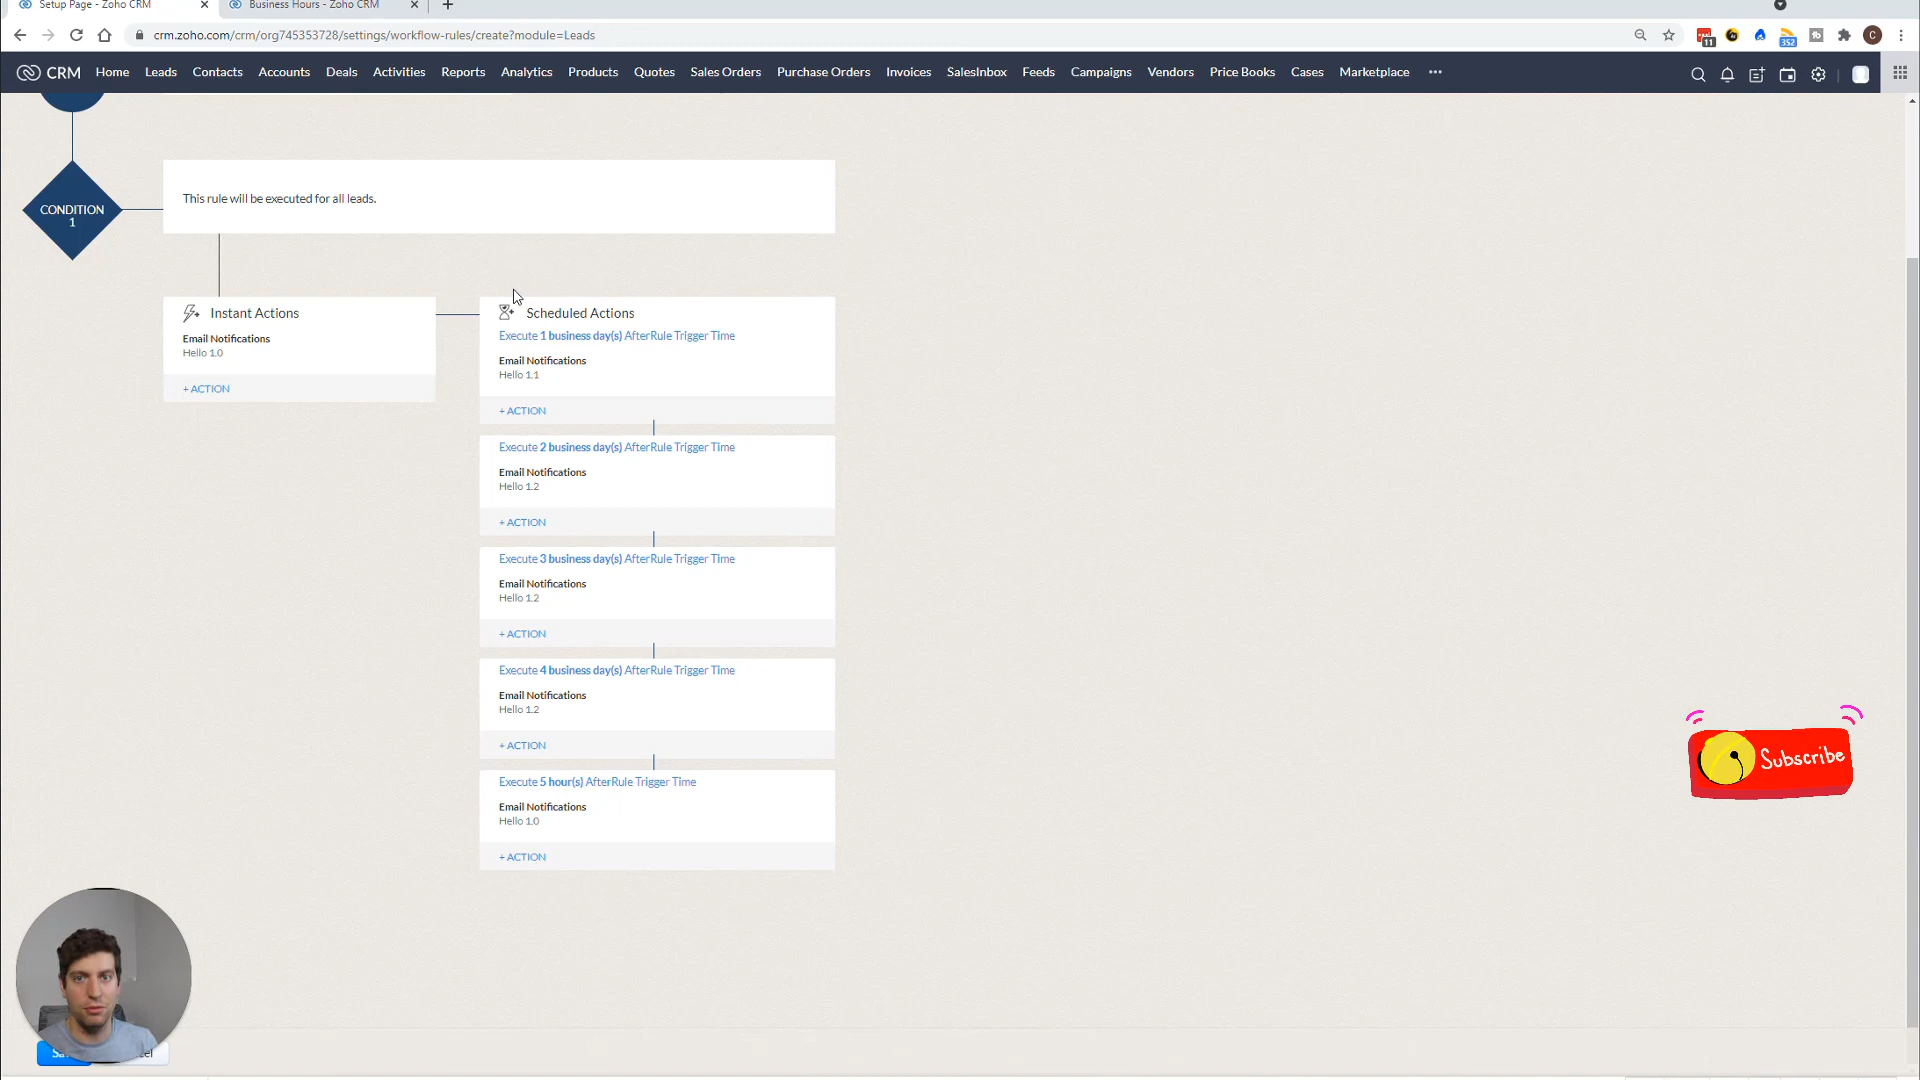 Setup Page - Zoho CRM
Business Hours - Zoho CRM
crm.zoho.com/crm/org745353728/settings/workflow-rules/create?module=Leads
11
352
C
CRM Home Leads Contacts Accounts Deals Activities Reports Analytics Products Quotes Sales Orders Purchase Orders Invoices SalesInbox Feeds Campaigns Vendors Price Books Cases Marketplace
CONDITION
1
This rule will be executed for all leads.
Instant Actions
Email Notifications
Hello 1.0
+ ACTION
Scheduled Actions
Execute 1 business day(s) AfterRule Trigger Time
Email Notifications
Hello 1.1
+ ACTION
Execute 2 business day(s) AfterRule Trigger Time
Email Notifications
Hello 1.2
+ ACTION
Execute 3 business day(s) AfterRule Trigger Time
Email Notifications
Hello 1.2
+ ACTION
Execute 4 business day(s) AfterRule Trigger Time
Email Notifications
Hello 1.2
+ ACTION
Execute 5 hour(s) AfterRule Trigger Time
Email Notifications
Hello 1.0
+ ACTION
Subscribe